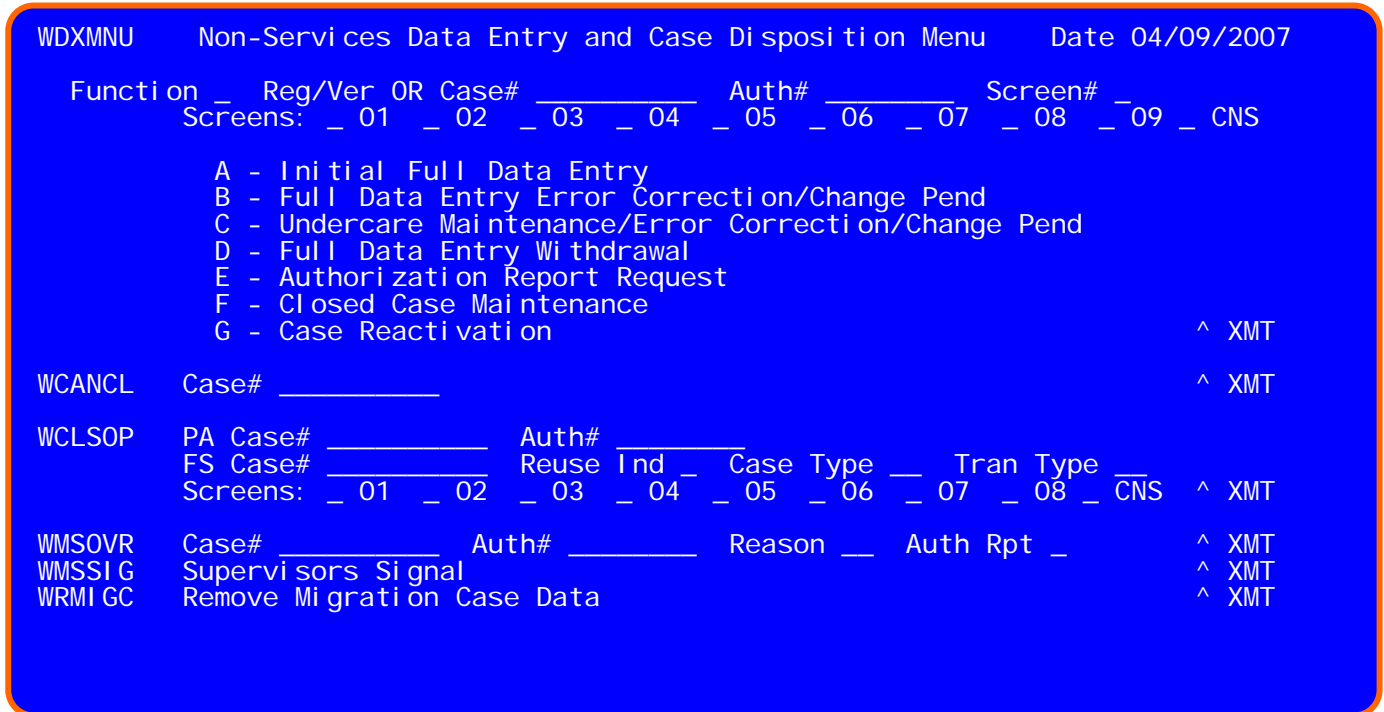 WDXMNU    Non-Services Data Entry and Case Disposition Menu    Date 04/09/2007
Function _  Reg/Ver OR Case# __________  Auth# ________  Screen# _
Screens: _ 01  _ 02  _ 03  _ 04  _ 05  _ 06  _ 07  _ 08  _ 09 _ CNS
A - Initial Full Data Entry
B - Full Data Entry Error Correction/Change Pend
C - Undercare Maintenance/Error Correction/Change Pend
D - Full Data Entry Withdrawal
E - Authorization Report Request
F - Closed Case Maintenance
G - Case Reactivation    ^ XMT
WCANCL   Case# __________    ^ XMT
WCLSOP   PA Case# __________  Auth# ________
FS Case# __________  Reuse Ind _  Case Type __  Tran Type __
Screens: _ 01  _ 02  _ 03  _ 04  _ 05  _ 06  _ 07  _ 08 _ CNS  ^ XMT
WMSOVR   Case# __________  Auth# ________  Reason __  Auth Rpt _    ^ XMT
WMSSIG   Supervisors Signal    ^ XMT
WRMIGC   Remove Migration Case Data    ^ XMT